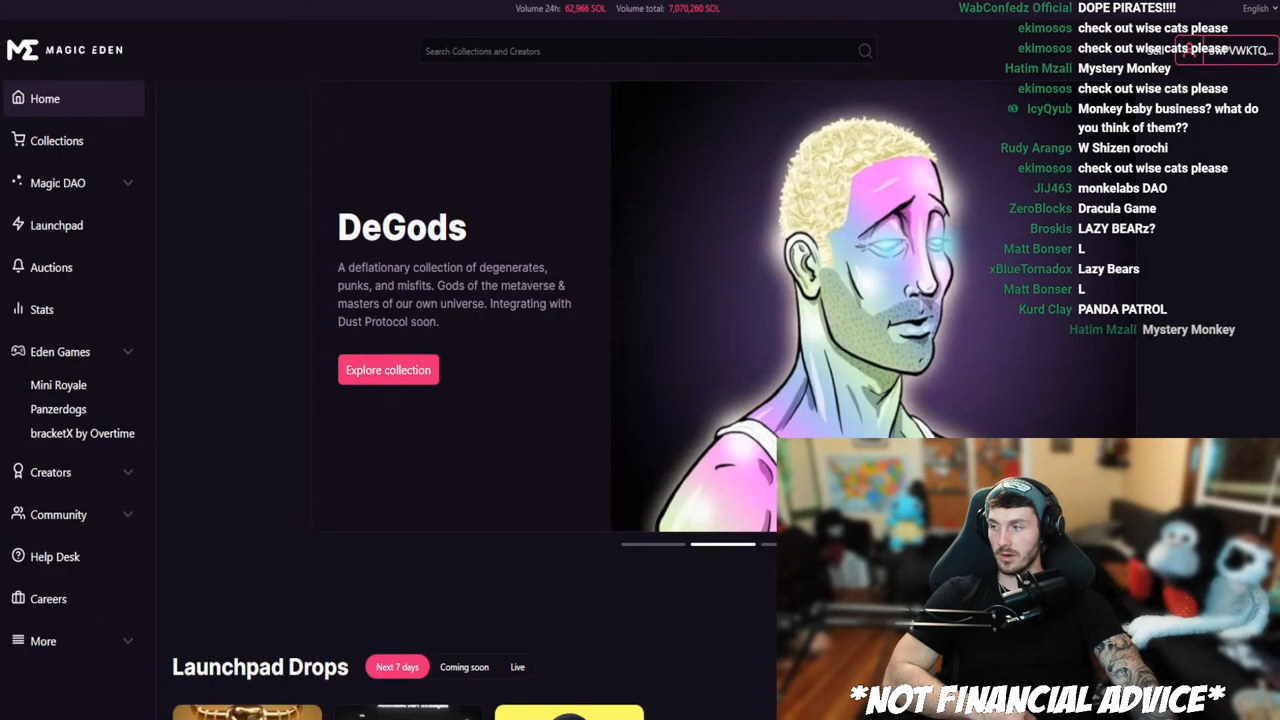 Volume 24h: 62,966 SOL Volume total: 7,070,260 SOL
English
MAGIC EDEN
Search Collections and Creators
Home
Collections
Magic DAO
Launchpad
Auctions
Stats
Eden Games
Mini Royale
Panzerdogs
bracketX by Overtime
Creators
Community
Help Desk
Careers
More
DeGods
A deflationary collection of degenerates,
punks, and misfits. Gods of the metaverse &
masters of our own universe. Integrating with
Dust Protocol soon.
Explore collection
Launchpad Drops
Next 7 days
Coming soon
Live
WabConfedz Official DOPE PIRATES!!!!
ekimosos check out wise cats please
ekimosos check out wise cats please
Hatim Mzali Mystery Monkey
ekimosos check out wise cats please
IcyQyub Monkey baby business? what do
you think of them??
Rudy Arango W Shizen orochi
ekimosos check out wise cats please
JiJ463 monkelabs DAO
ZeroBlocks Dracula Game
Broskis LAZY BEARz?
Matt Bonser L
xBlueTornadox Lazy Bears
Matt Bonser L
Kurd Clay PANDA PATROL
Hatim Mzali Mystery Monkey
*NOT FINANCIAL ADVICE*